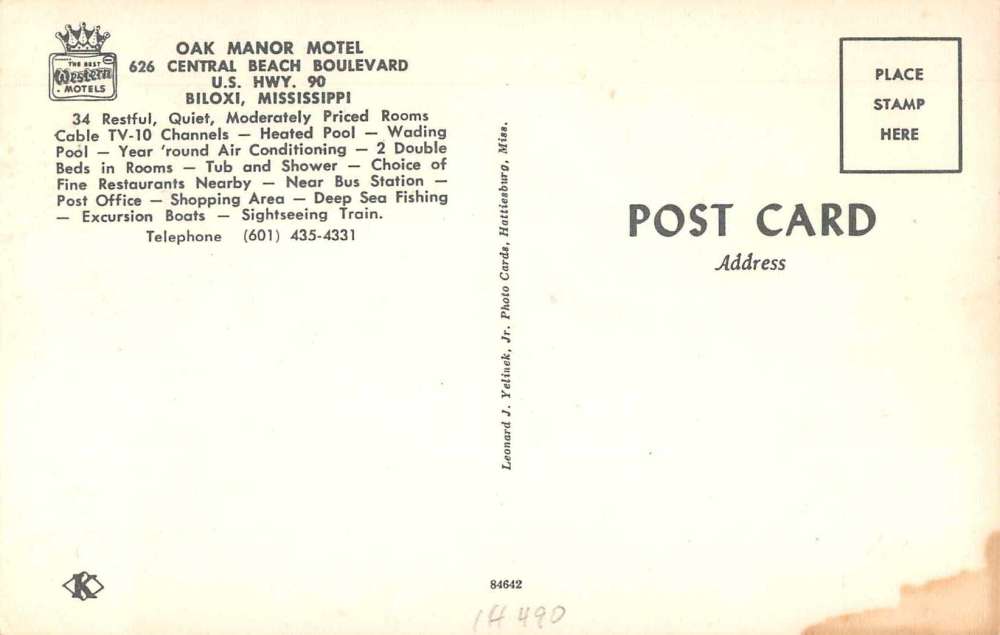 THE BEST
Western
MOTELS
OAK MANOR MOTEL
626 CENTRAL BEACH BOULEVARD
U.S. HWY. 90
BILOXI, MISSISSIPPI
34 Restful, Quiet, Moderately Priced Rooms
Cable TV-10 Channels — Heated Pool — Wading
Pool — Year 'round Air Conditioning — 2 Double
Beds in Rooms — Tub and Shower — Choice of
Fine Restaurants Nearby — Near Bus Station —
Post Office — Shopping Area — Deep Sea Fishing
— Excursion Boats — Sightseeing Train.
Telephone (601) 435-4331
K
Leonard J. Yelinek, Jr. Photo Cards, Hattiesburg, Miss.
84642
1H 490
PLACE
STAMP
HERE
POST CARD
Address